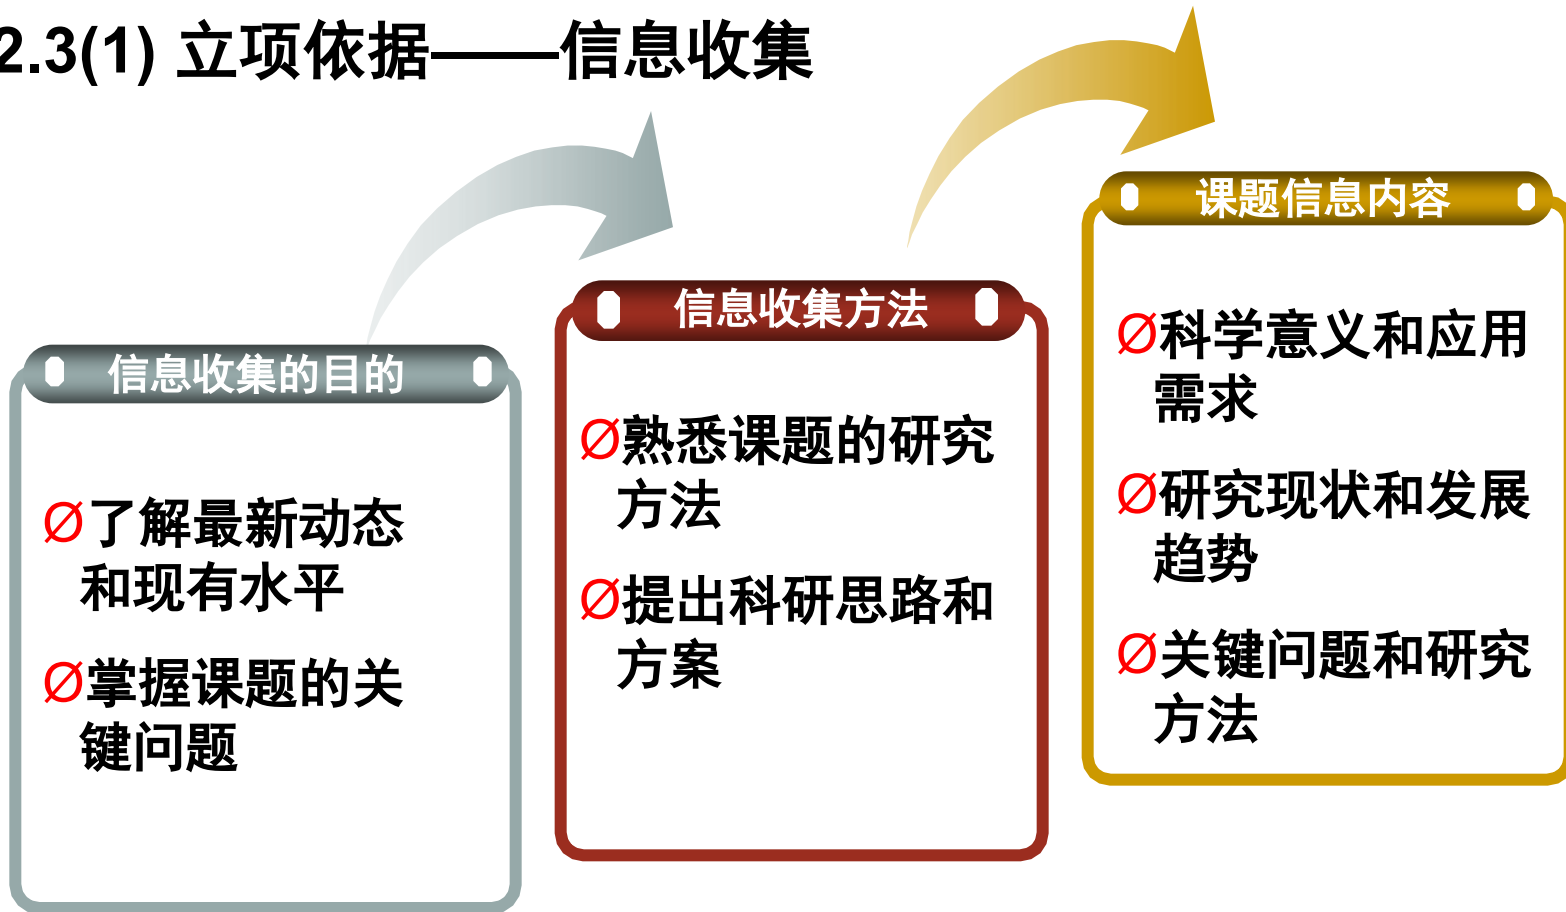 2.3(1) 立项依据——信息收集
信息收集的目的
Ø了解最新动态
和现有水平
Ø掌握课题的关
键问题
信息收集方法
Ø熟悉课题的研究
方法
Ø提出科研思路和
方案
课题信息内容
Ø科学意义和应用
需求
Ø研究现状和发展
趋势
Ø关键问题和研究
方法